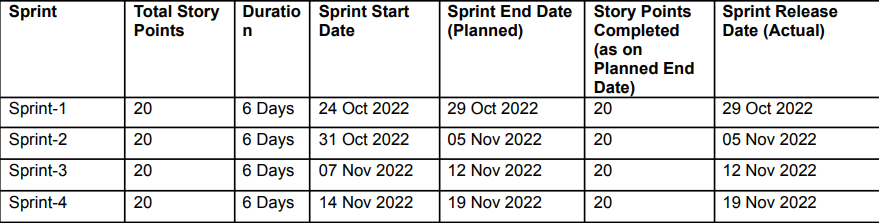 Sprint Total Story Points Duratio n Sprint Start Date Sprint End Date (Planned) Story Points Completed (as on Planned End Date) Sprint Release Date (Actual)
Sprint-1 20 6 Days 24 Oct 2022 29 Oct 2022 20 29 Oct 2022
Sprint-2 20 6 Days 31 Oct 2022 05 Nov 2022 20 05 Nov 2022
Sprint-3 20 6 Days 07 Nov 2022 12 Nov 2022 20 12 Nov 2022
Sprint-4 20 6 Days 14 Nov 2022 19 Nov 2022 20 19 Nov 2022